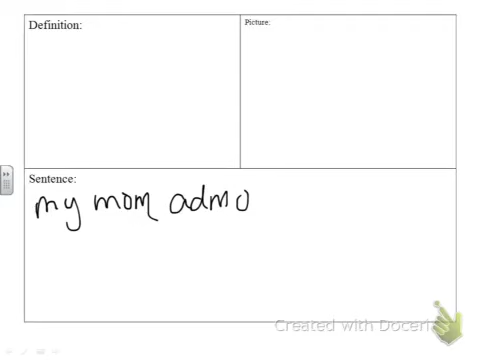 Definition:
Picture:
Sentence:
my mom admo
Created with Doceri